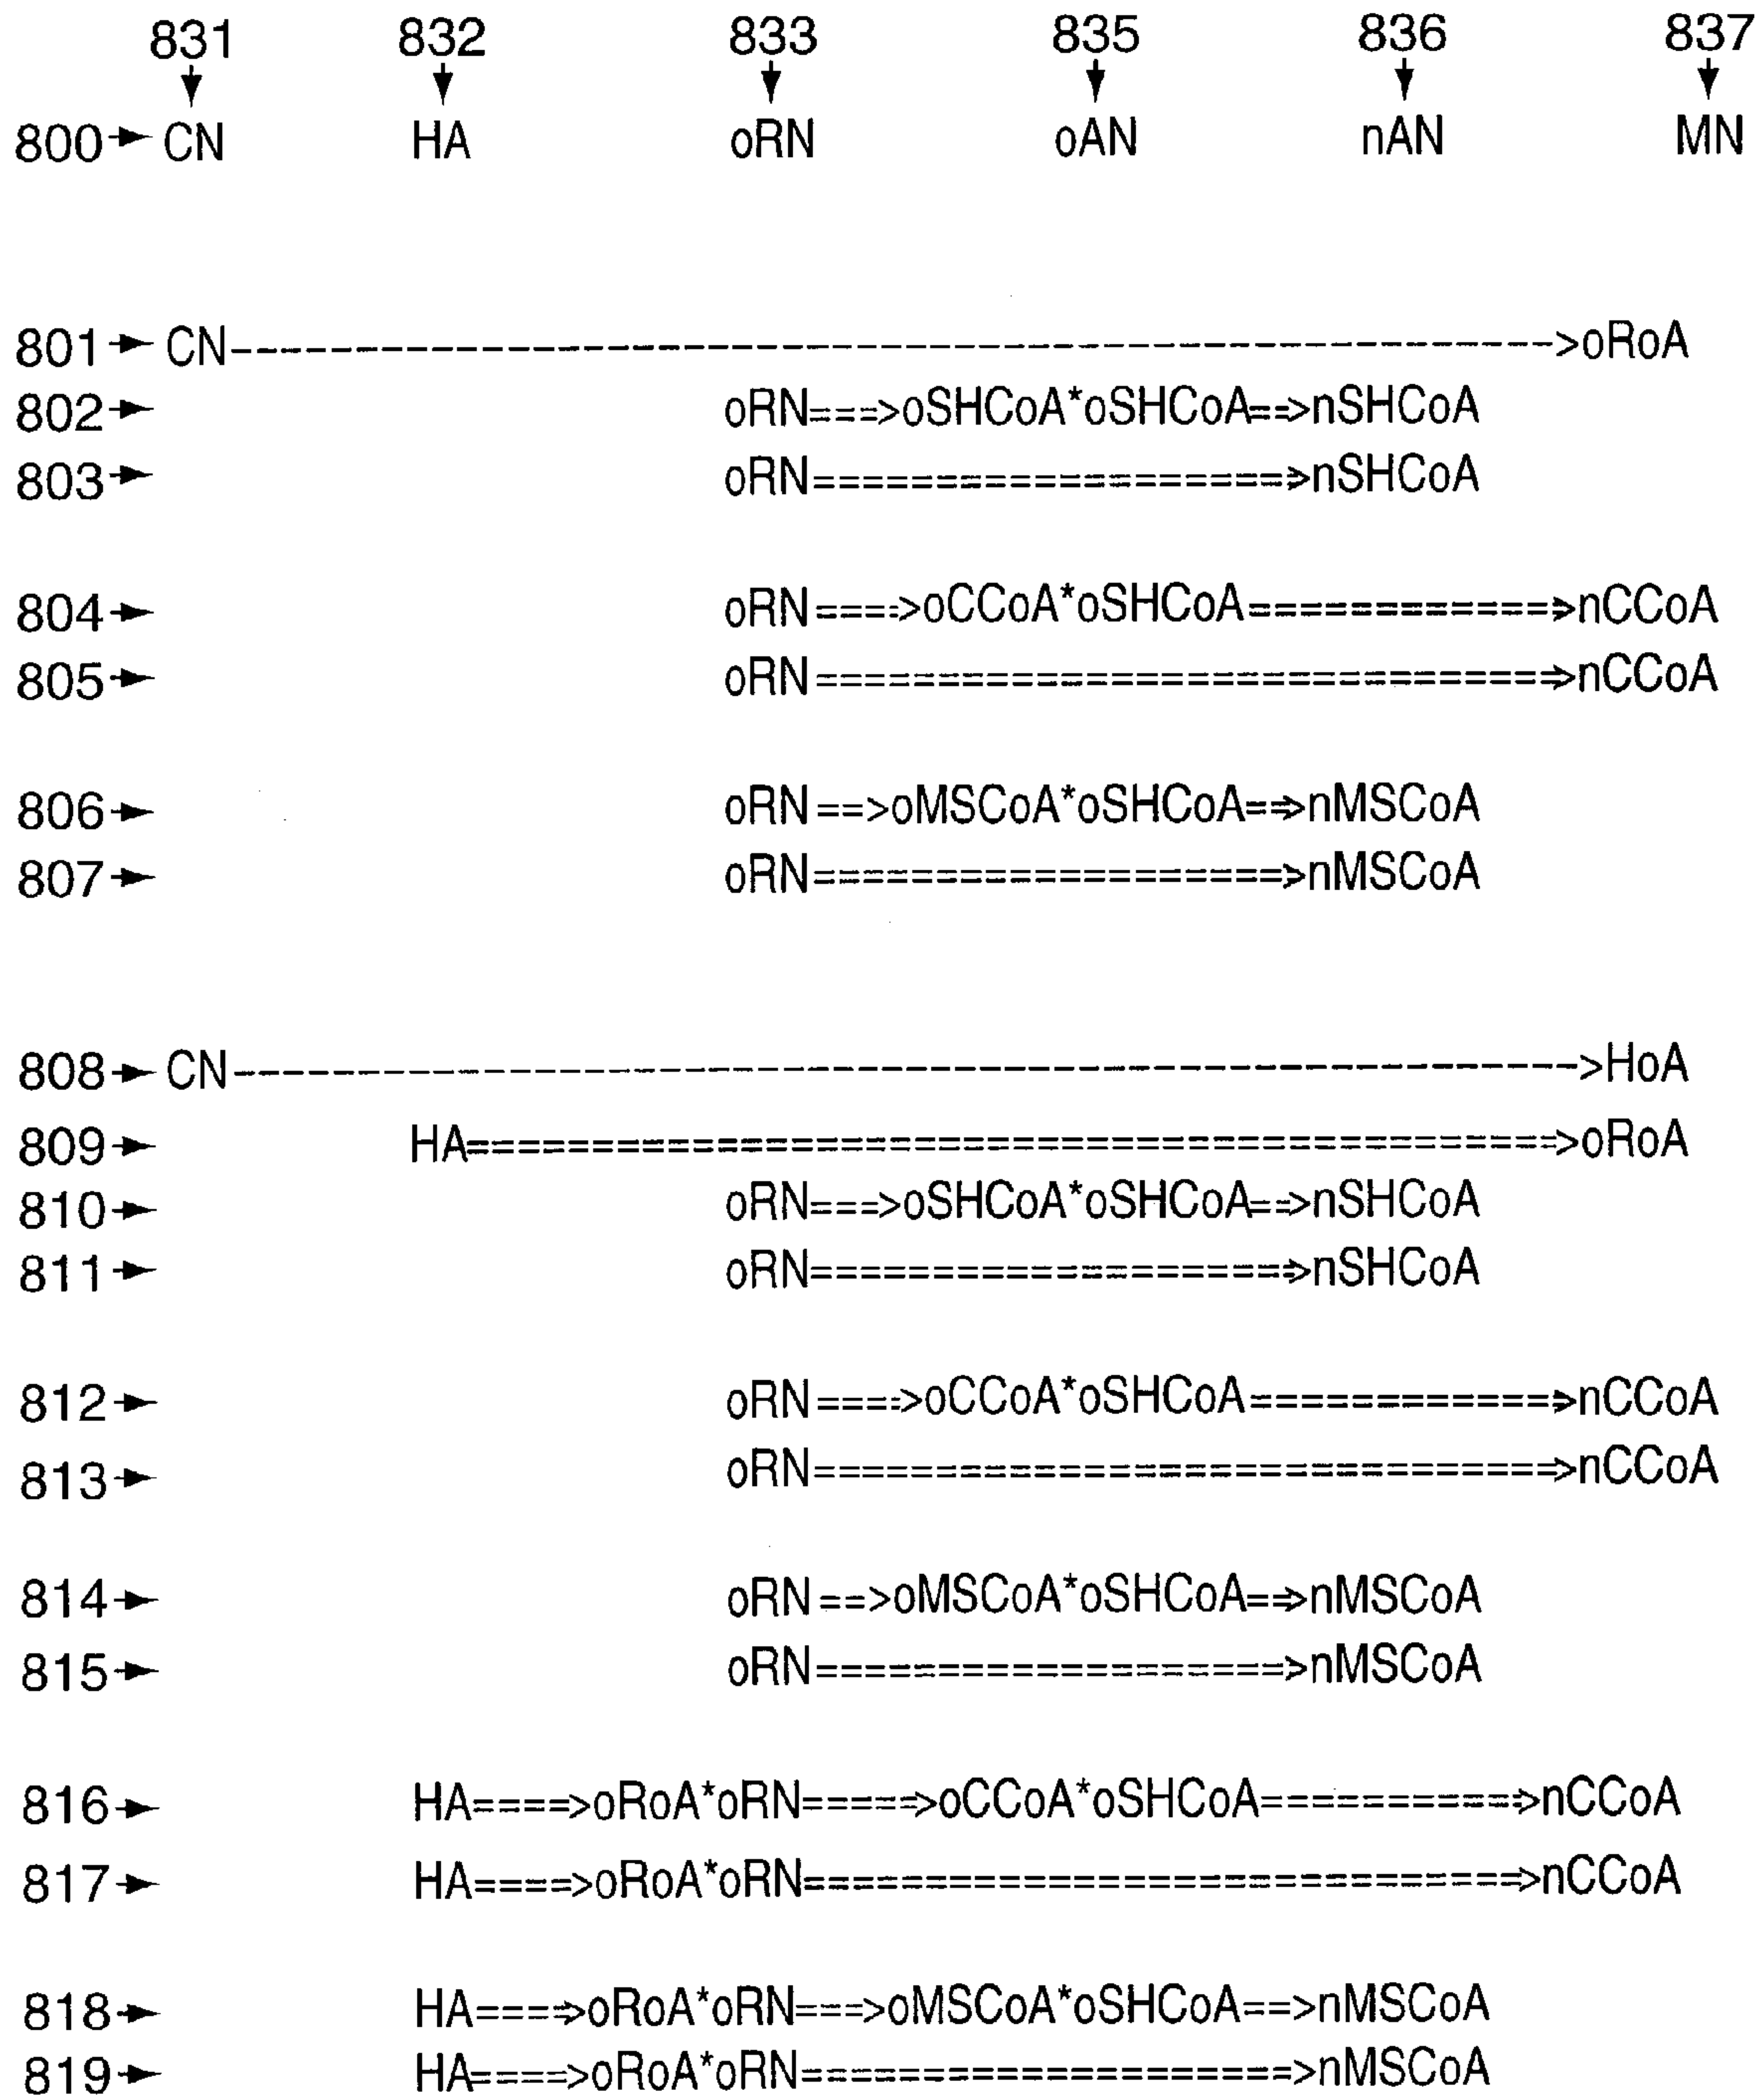 831 832 833 835 836 837
800 CN HA oRN oAN nAN MN
801 CN------------------------------------------------------>oRoA
802 oRN===>oSHCoA*oSHCoA==>nSHCoA
803 oRN====================>nSHCoA
804 oRN====>oCCoA*oSHCoA=============>nCCoA
805 oRN===============================>nCCoA
806 oRN==>oMSCoA*oSHCoA==>nMSCoA
807 oRN===================>nMSCoA
808 CN------------------------------------------------------->HoA
809 HA=============================================>oRoA
810 oRN===>oSHCoA*oSHCoA==>nSHCoA
811 oRN====================>nSHCoA
812 oRN====>oCCoA*oSHCoA=============>nCCoA
813 oRN===============================>nCCoA
814 oRN==>oMSCoA*oSHCoA==>nMSCoA
815 oRN===================>nMSCoA
816 HA====>oRoA*oRN=====>oCCoA*oSHCoA===========>nCCoA
817 HA====>oRoA*oRN=============================>nCCoA
818 HA====>oRoA*oRN===>oMSCoA*oSHCoA==>nMSCoA
819 HA====>oRoA*oRN====================>nMSCoA